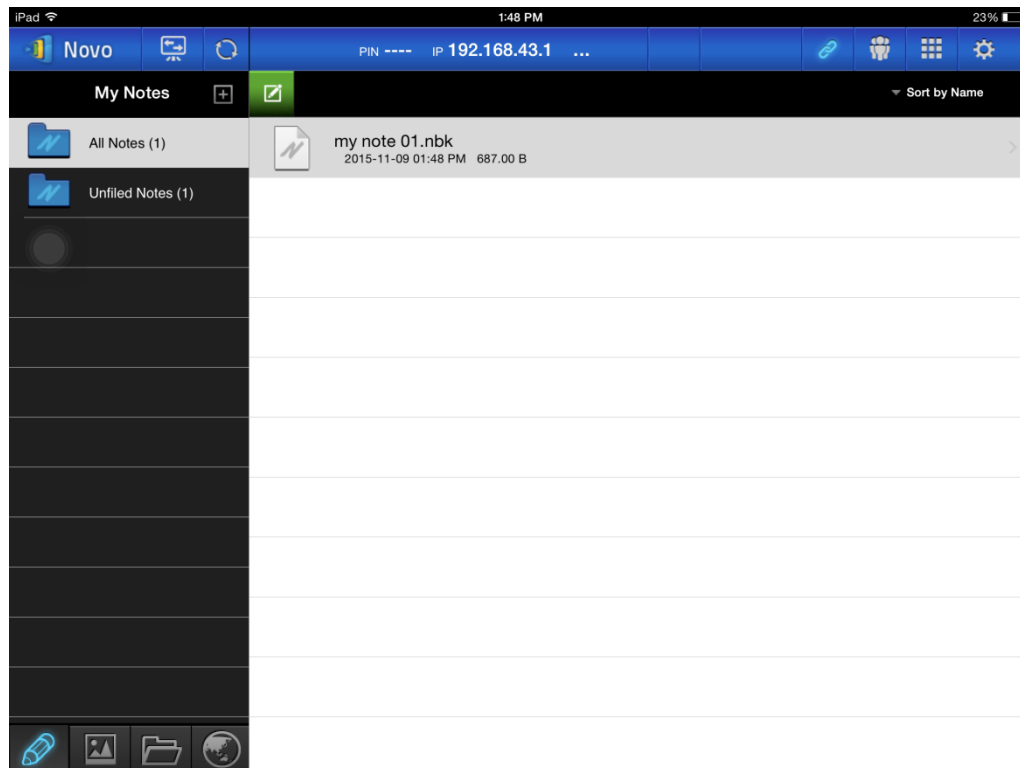 iPad 1:48 PM 23%
Novo PIN ---- IP 192.168.43.1 ...
My Notes Sort by Name
All Notes (1)
Unfiled Notes (1)
my note 01.nbk
2015-11-09 01:48 PM 687.00 B